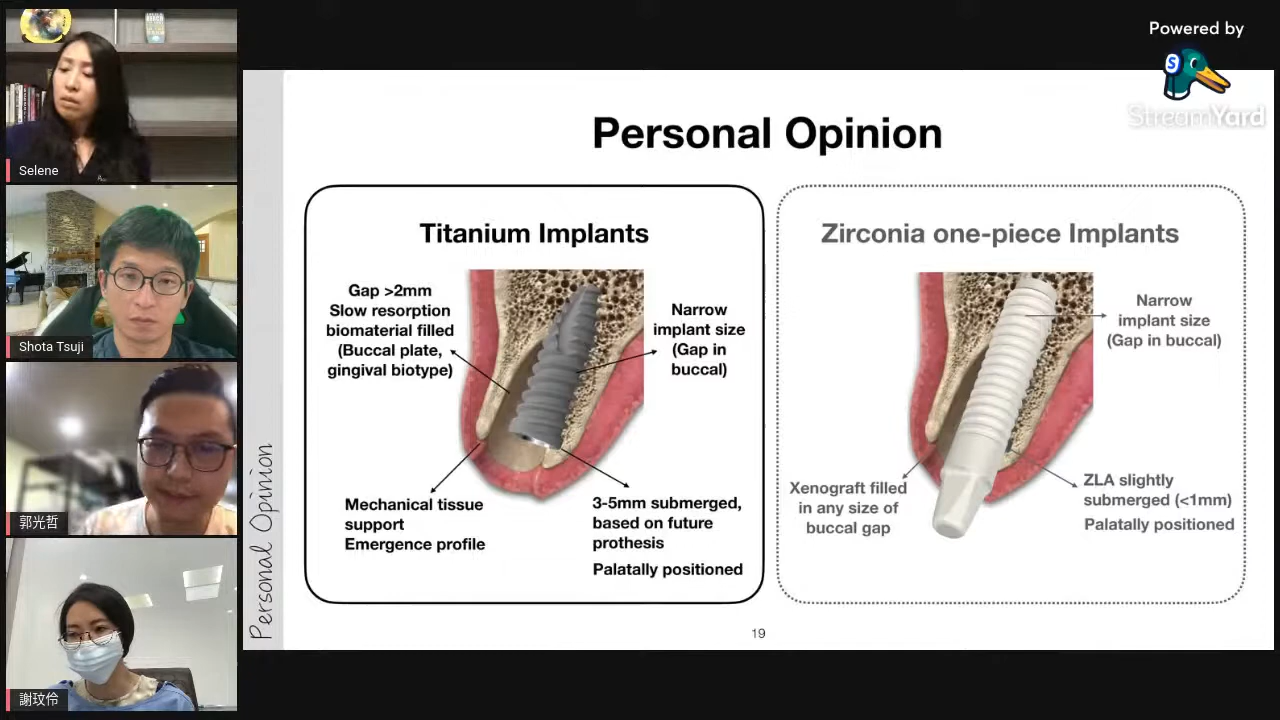 Powered by
StreamYard
Selene
Shota Tsuji
郭光哲
謝玟伶
Personal Opinion
Personal Opinion
Titanium Implants
Gap >2mm
Slow resorption
biomaterial filled
(Buccal plate,
gingival biotype)
Narrow
implant size
(Gap in
buccal)
Mechanical tissue
support
Emergence profile
3-5mm submerged,
based on future
prothesis
Palatally positioned
Zirconia one-piece Implants
Narrow
implant size
(Gap in buccal)
Xenograft filled
in any size of
buccal gap
ZLA slightly
submerged (<1mm)
Palatally positioned
19